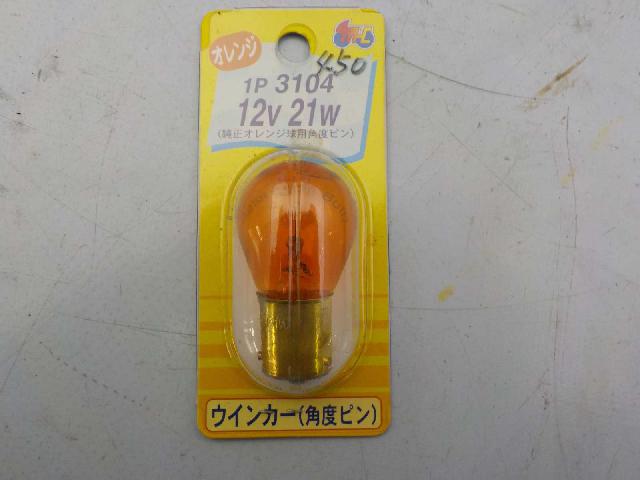 オレンジ
450
1P 3104
12V 21W
(純正オレンジ球用角度ピン)
ウインカー(角度ピン)